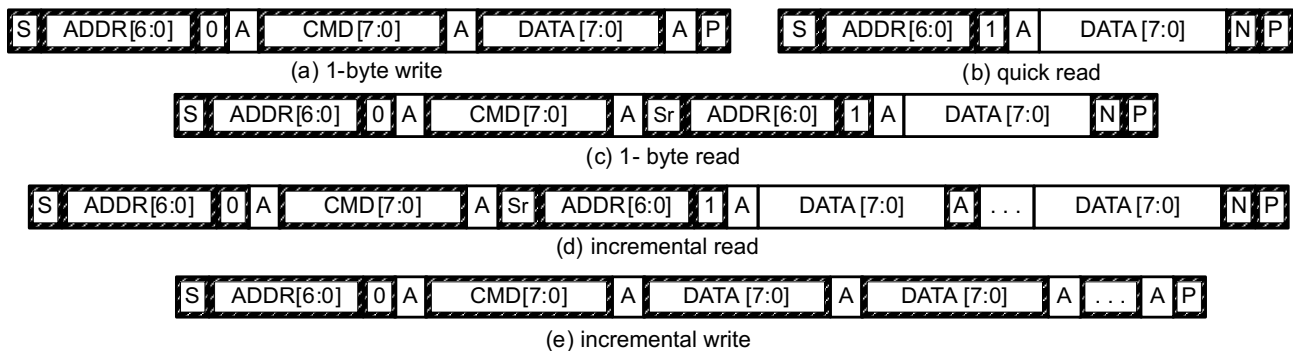 S ADDR[6:0] 0 A CMD[7:0] A DATA [7:0] A P
(a) 1-byte write
S ADDR[6:0] 1 A DATA [7:0] N P
(b) quick read
S ADDR[6:0] 0 A CMD[7:0] A Sr ADDR[6:0] 1 A DATA [7:0] N P
(c) 1- byte read
S ADDR[6:0] 0 A CMD[7:0] A Sr ADDR[6:0] 1 A DATA [7:0] A . . . DATA [7:0] N P
(d) incremental read
S ADDR[6:0] 0 A CMD[7:0] A DATA [7:0] A DATA [7:0] A . . . A P
(e) incremental write